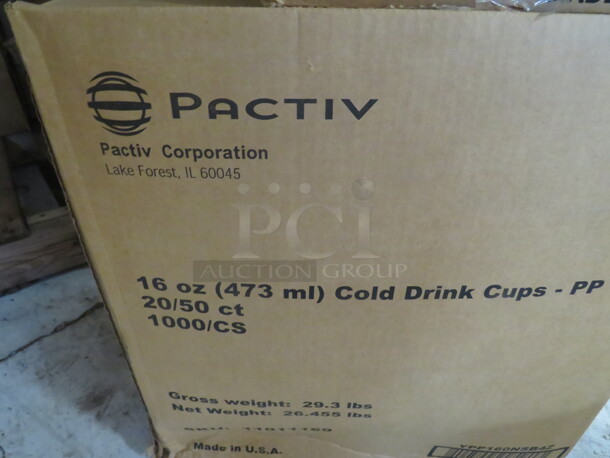 PACTIV
Pactiv Corporation
Lake Forest, IL 60045
PCi
AUCTION GROUP
16 oz (473 ml) Cold Drink Cups - PP
20/50 ct
1000/CS
Gross weight: 29.3 lbs
Net Weight: 26.455 lbs
Made in U.S.A.